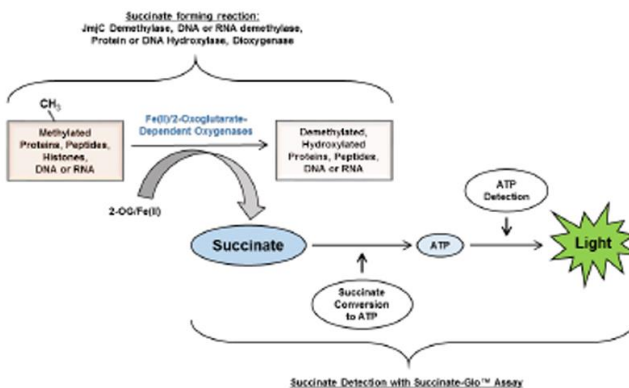 Succinate forming reaction:
JmjC Demethylase, DNA or RNA demethylase,
Protein or DNA Hydroxylase, Dioxygenase
CH3
Methylated
Proteins, Peptides,
Histones,
DNA or RNA
Fe(II)/2-Oxoglutarate-
Dependent Oxygenases
Demethylated,
Hydroxylated
Proteins, Peptides,
DNA or RNA
2-OG/Fe(II)
Succinate
ATP
ATP
Detection
Light
Succinate
Conversion
to ATP
Succinate Detection with Succinate-Glo™ Assay